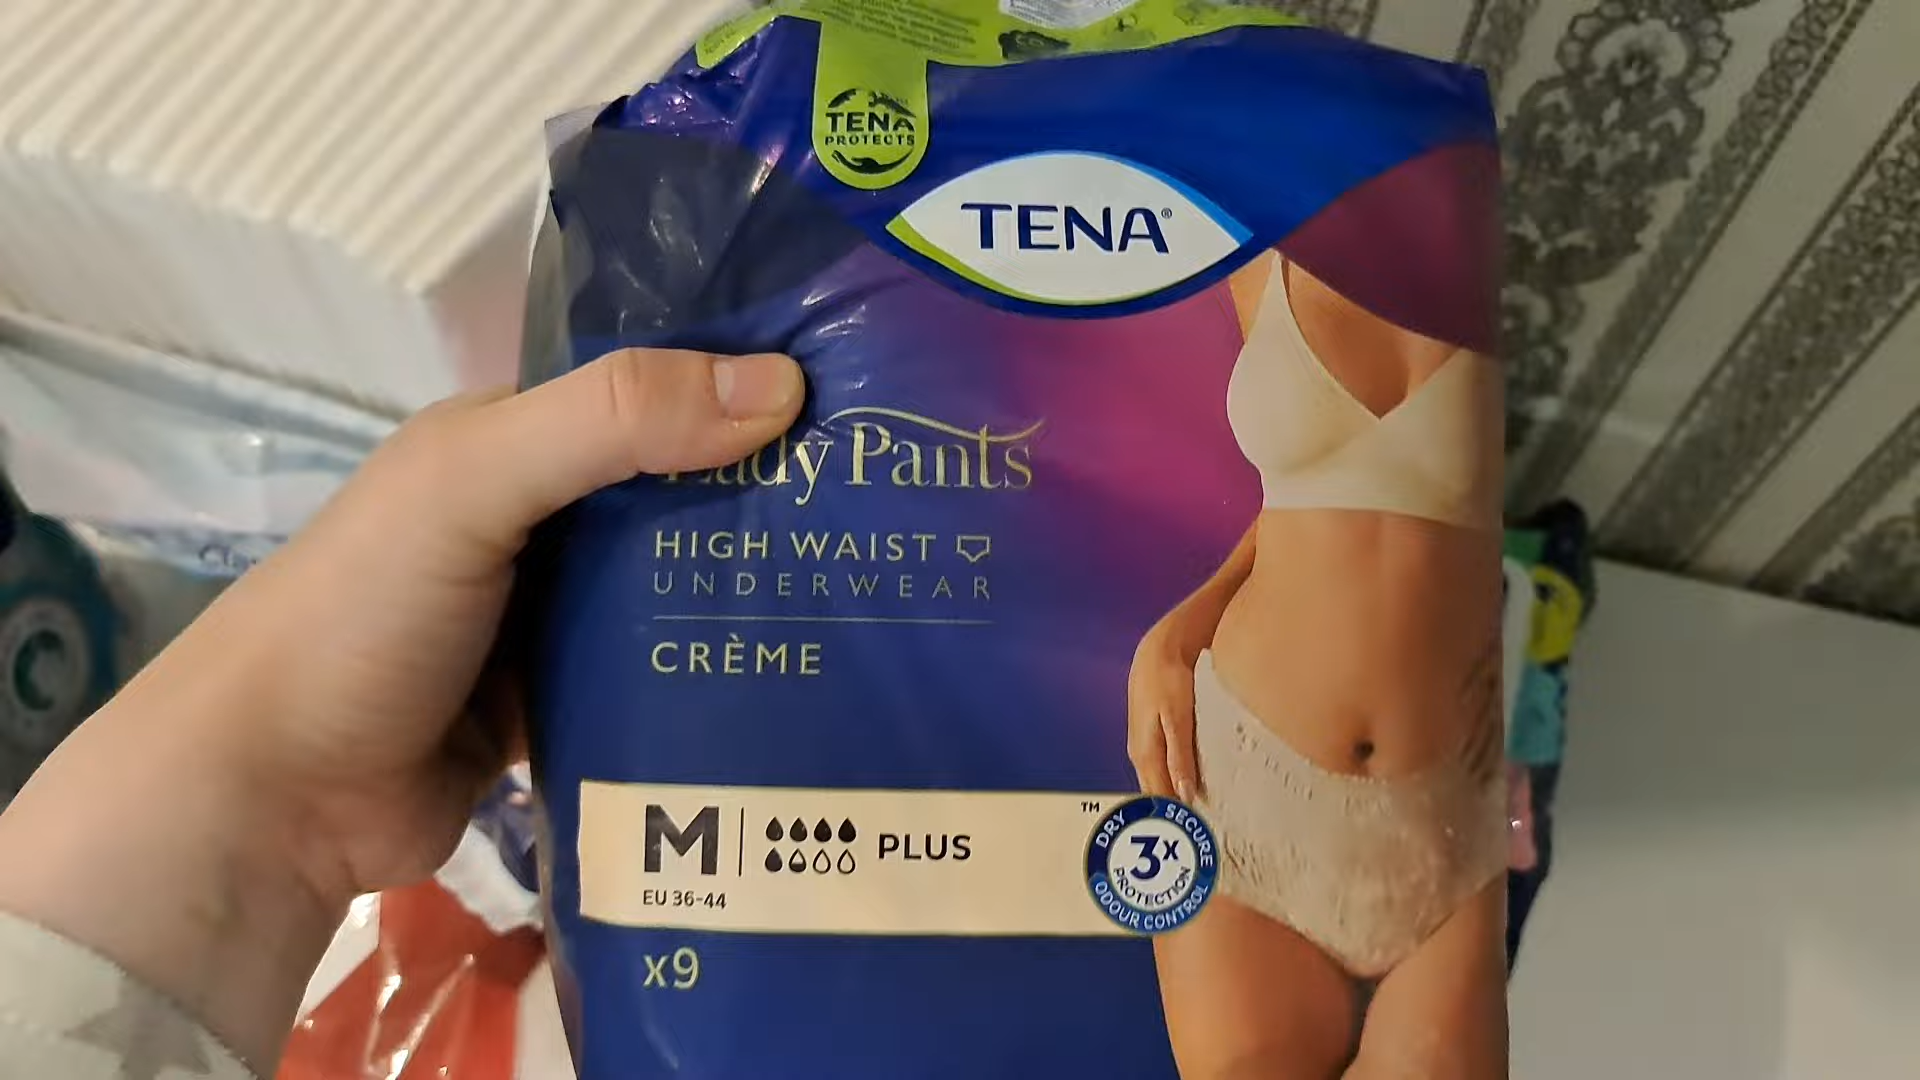 TENA
PROTECTS
TENA®
Lady Pants
HIGH WAIST
UNDERWEAR
CRÈME
M
PLUS
EU 36-44
x9
™
DRY SECURE
3x
PROTECTION
ODOUR CONTROL